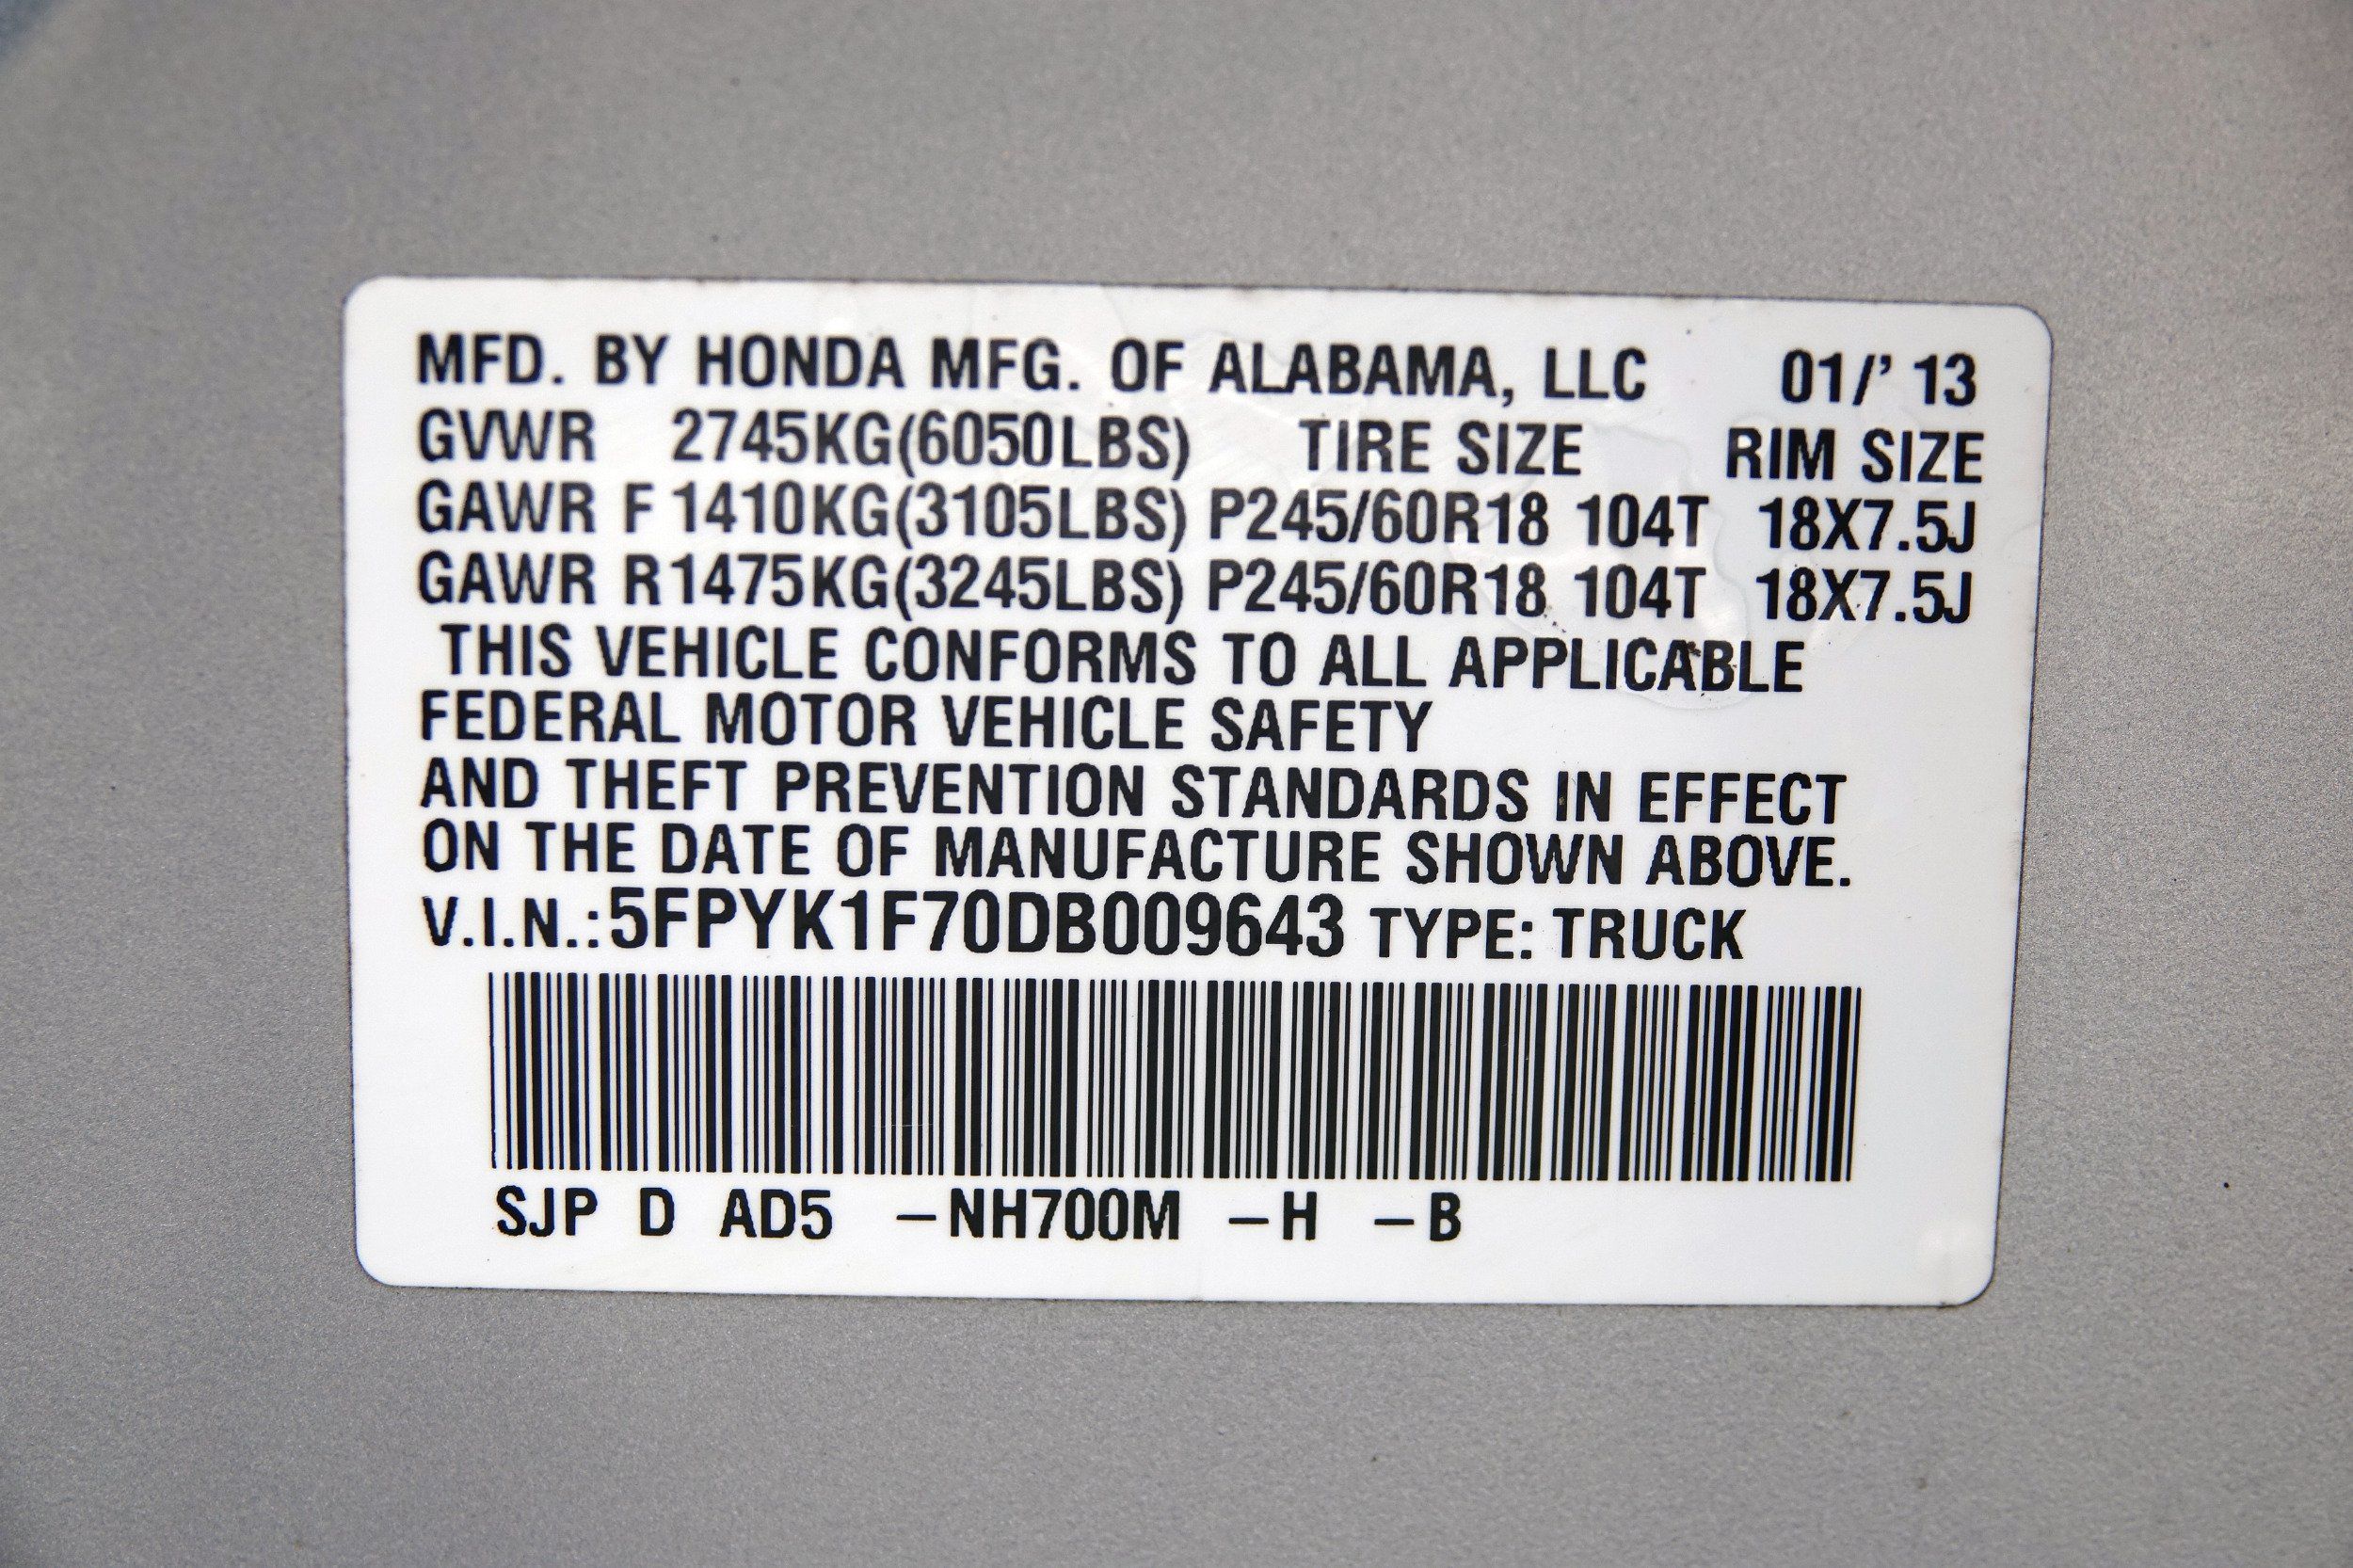 MFD. BY HONDA MFG. OF ALABAMA, LLC 01/' 13
GVWR 2745KG(6050LBS) TIRE SIZE RIM SIZE
GAWR F 1410KG(3105LBS) P245/60R18 104T 18X7.5J
GAWR R1475KG(3245LBS) P245/60R18 104T 18X7.5J
THIS VEHICLE CONFORMS TO ALL APPLICABLE
FEDERAL MOTOR VEHICLE SAFETY
AND THEFT PREVENTION STANDARDS IN EFFECT
ON THE DATE OF MANUFACTURE SHOWN ABOVE.
V.I.N.:5FPYK1F70DB009643 TYPE: TRUCK
SJP D AD5 –NH700M –H –B